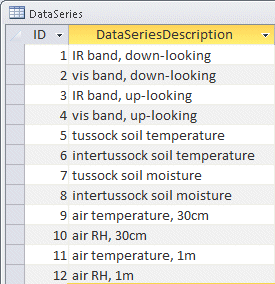 DataSeries
ID DataSeriesDescription
1 IR band, down-looking
2 vis band, down-looking
3 IR band, up-looking
4 vis band, up-looking
5 tussock soil temperature
6 intertussock soil temperature
7 tussock soil moisture
8 intertussock soil moisture
9 air temperature, 30cm
10 air RH, 30cm
11 air temperature, 1m
12 air RH, 1m